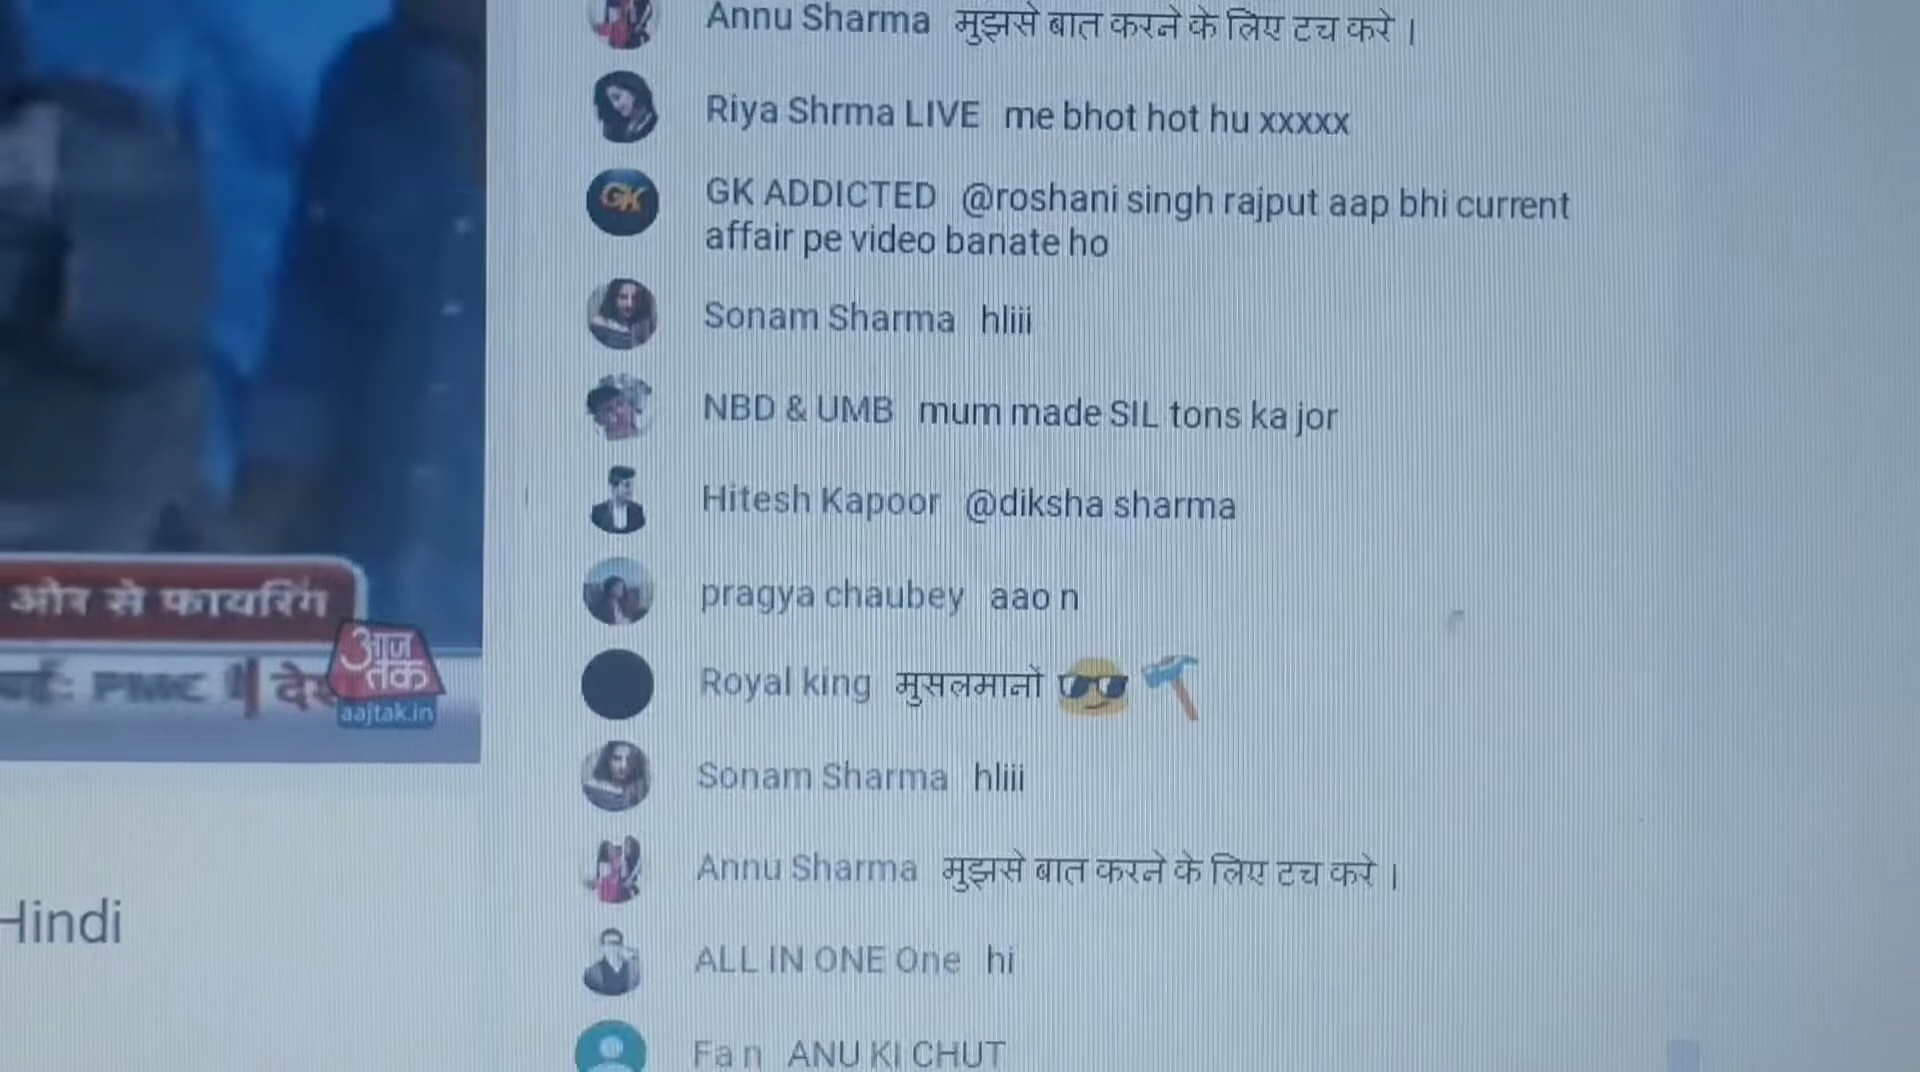 Annu Sharma मुझसे बात करने के लिए टच करे ।
Riya Shrma LIVE me bhot hot hu xxxxx
GK
GK ADDICTED @roshani singh rajput aap bhi current
affair pe video banate ho
Sonam Sharma hliii
NBD & UMB mum made SIL tons ka jor
Hitesh Kapoor @diksha sharma
pragya chaubey aao n
Royal king मुसलमानों 😎 🔨
Sonam Sharma hliii
Annu Sharma मुझसे बात करने के लिए टच करे ।
ALL IN ONE One hi
Fa n ANU KI CHUT
ओर से फायरिंग
आज
तक
PMC
aajtak.in
Hindi